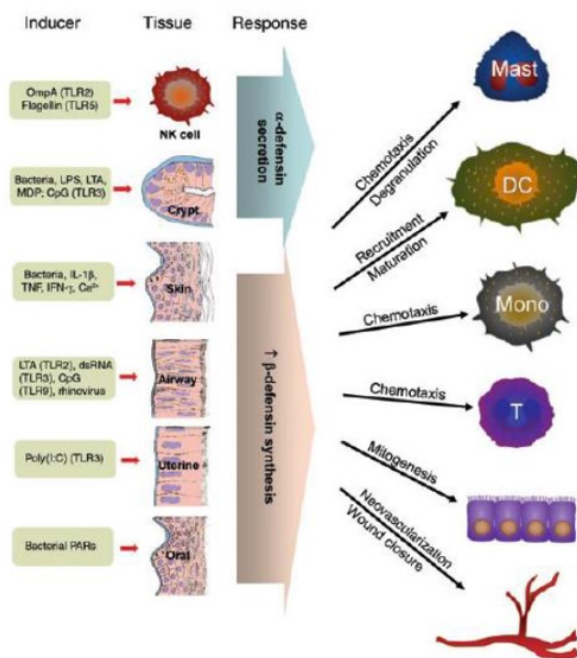 Inducer
Tissue
Response
OmpA (TLR2)
Flagellin (TLR5)
NK cell
Bacteria, LPS, LTA,
MDP; CpG (TLR3)
Crypt
Bacteria, IL-1β,
TNF, IFN-γ, Ca²⁺
Skin
LTA (TLR2), dsRNA
(TLR3), CpG
(TLR9), rhinovirus
Airway
Poly(I:C) (TLR3)
Uterine
Bacterial PARs
Oral
α-defensin
secretion
↑ β-defensin synthesis
Chemotaxis
Degranulation
Recruitment
Maturation
Chemotaxis
Chemotaxis
Mitogenesis
Neovascularization
Wound closure
Mast
DC
Mono
T